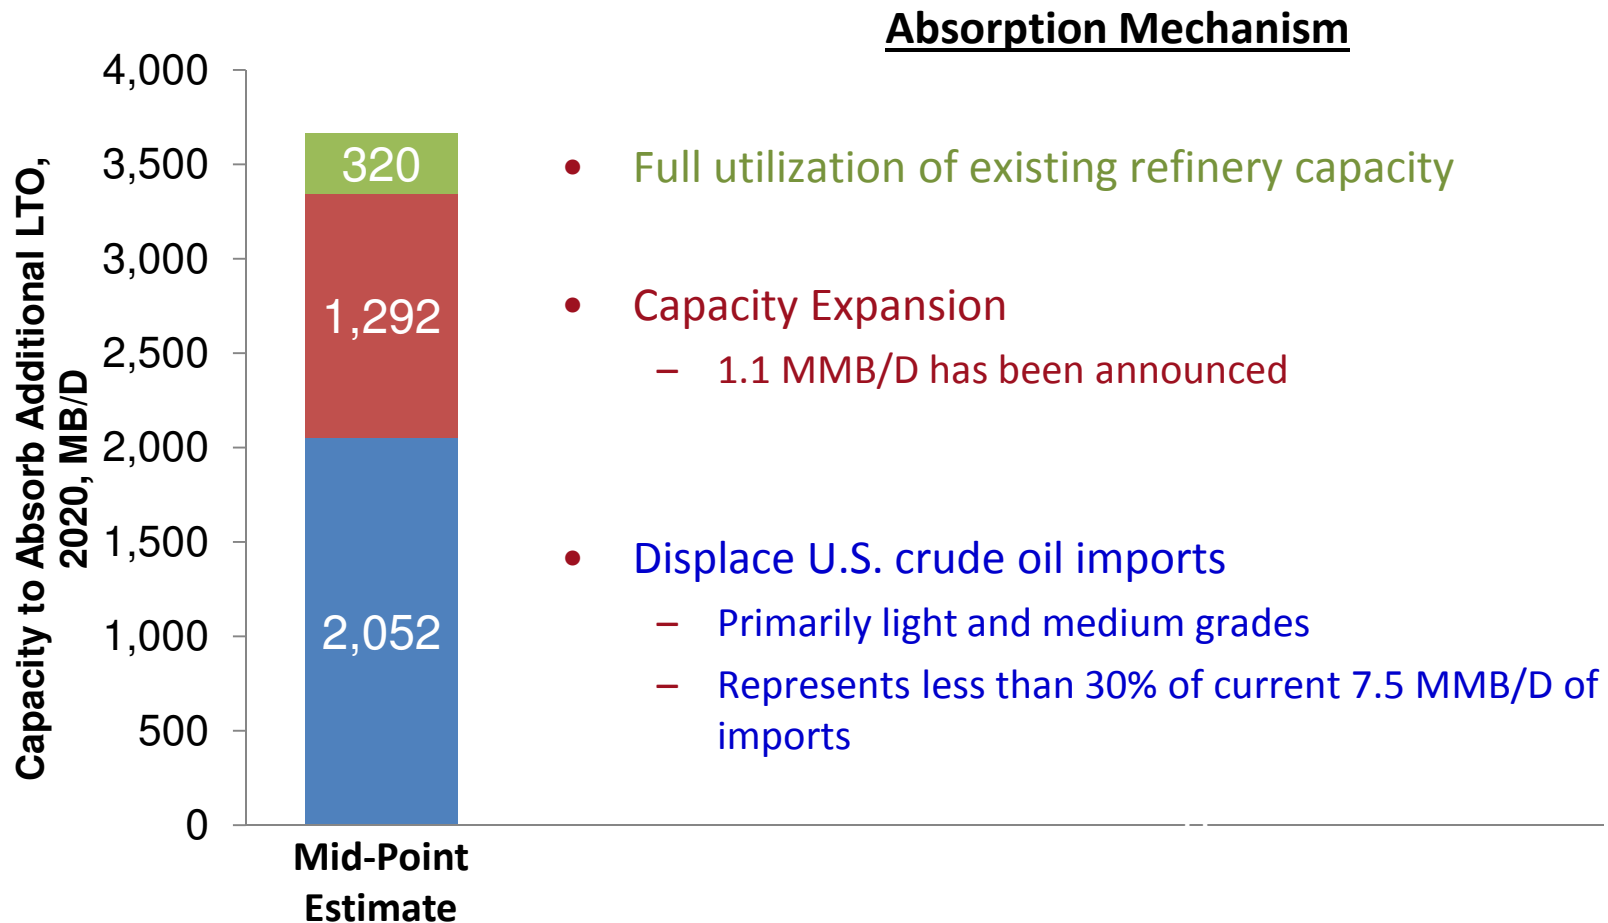 Absorption Mechanism
Capacity to Absorb Additional LTO,
2020, MB/D
4,000
3,500
3,000
2,500
2,000
1,500
1,000
500
0
320
1,292
2,052
Mid-Point
Estimate
• Full utilization of existing refinery capacity
• Capacity Expansion
– 1.1 MMB/D has been announced
• Displace U.S. crude oil imports
– Primarily light and medium grades
– Represents less than 30% of current 7.5 MMB/D of
imports